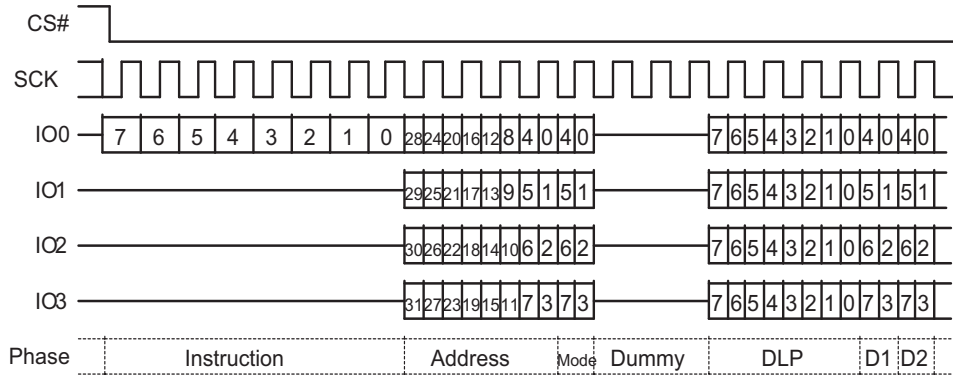 CS#
SCK
IO0 7 6 5 4 3 2 1 0 28 24 20 16 12 8 4 0 4 0 7 6 5 4 3 2 1 0 4 0 4 0
IO1 29 25 21 17 13 9 5 1 5 1 7 6 5 4 3 2 1 0 5 1 5 1
IO2 30 26 22 18 14 10 6 2 6 2 7 6 5 4 3 2 1 0 6 2 6 2
IO3 31 27 23 19 15 11 7 3 7 3 7 6 5 4 3 2 1 0 7 3 7 3
Phase Instruction Address Mode Dummy DLP D1 D2